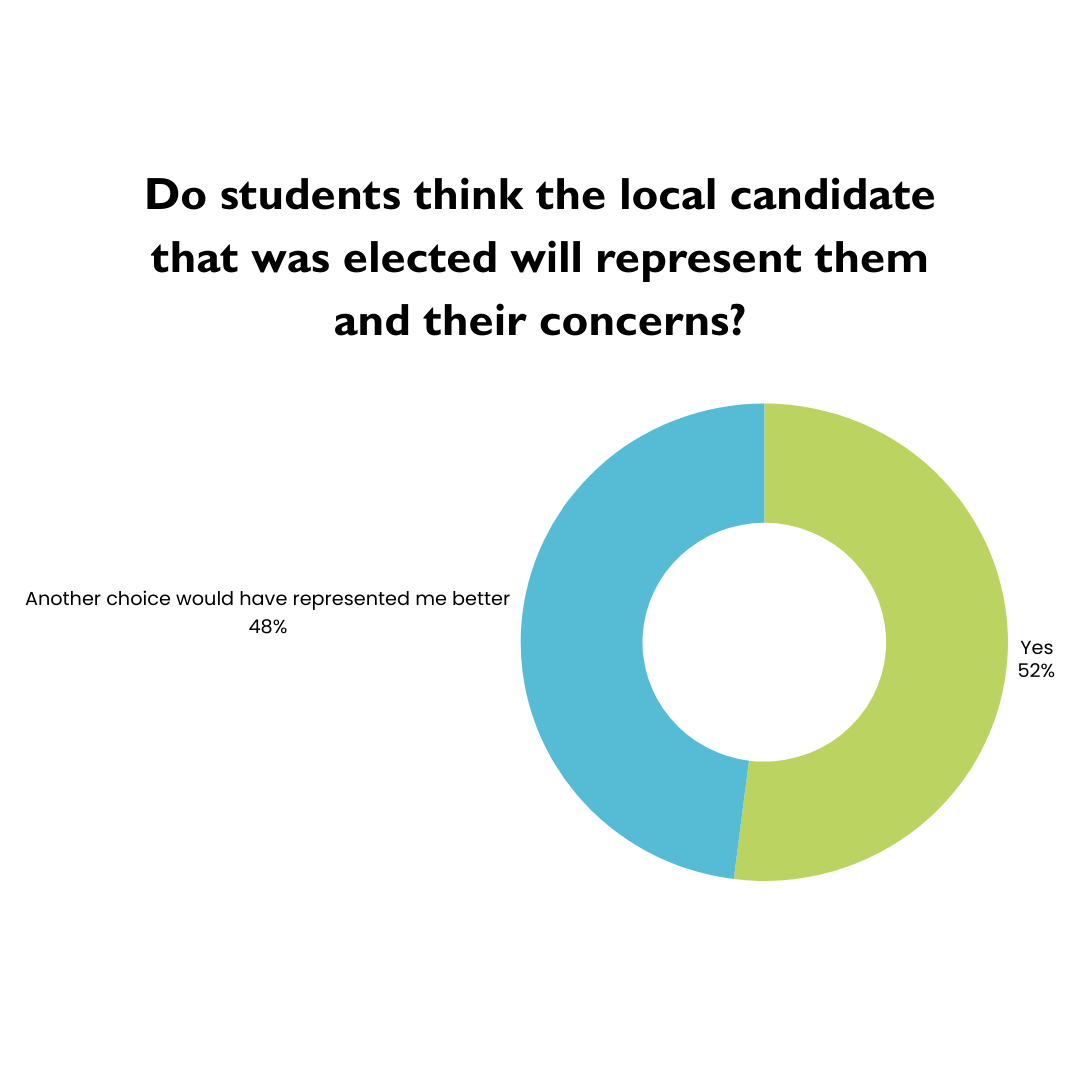 Do students think the local candidate
that was elected will represent them
and their concerns?
Another choice would have represented me better
48%
Yes
52%